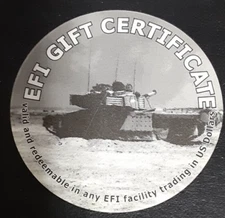 EFI GIFT CERTIFICATE
valid and redeemable in any EFI facility trading in US Dollars